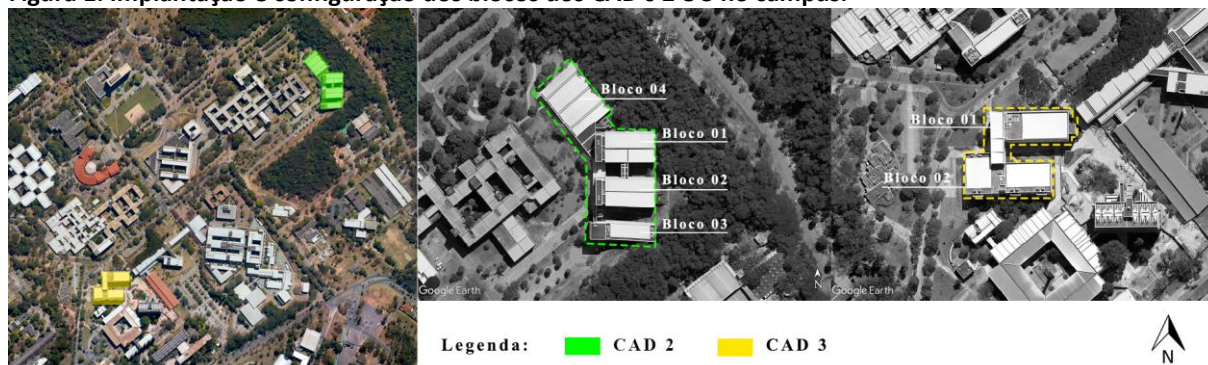 Figura 1: Implantação e configuração dos blocos dos CAD's 2 e 3 no campus.
Bloco 04
Bloco 01
Bloco 02
Bloco 03
Google Earth
N
Bloco 01
Bloco 02
Google Earth
Legenda:
CAD 2
CAD 3
N